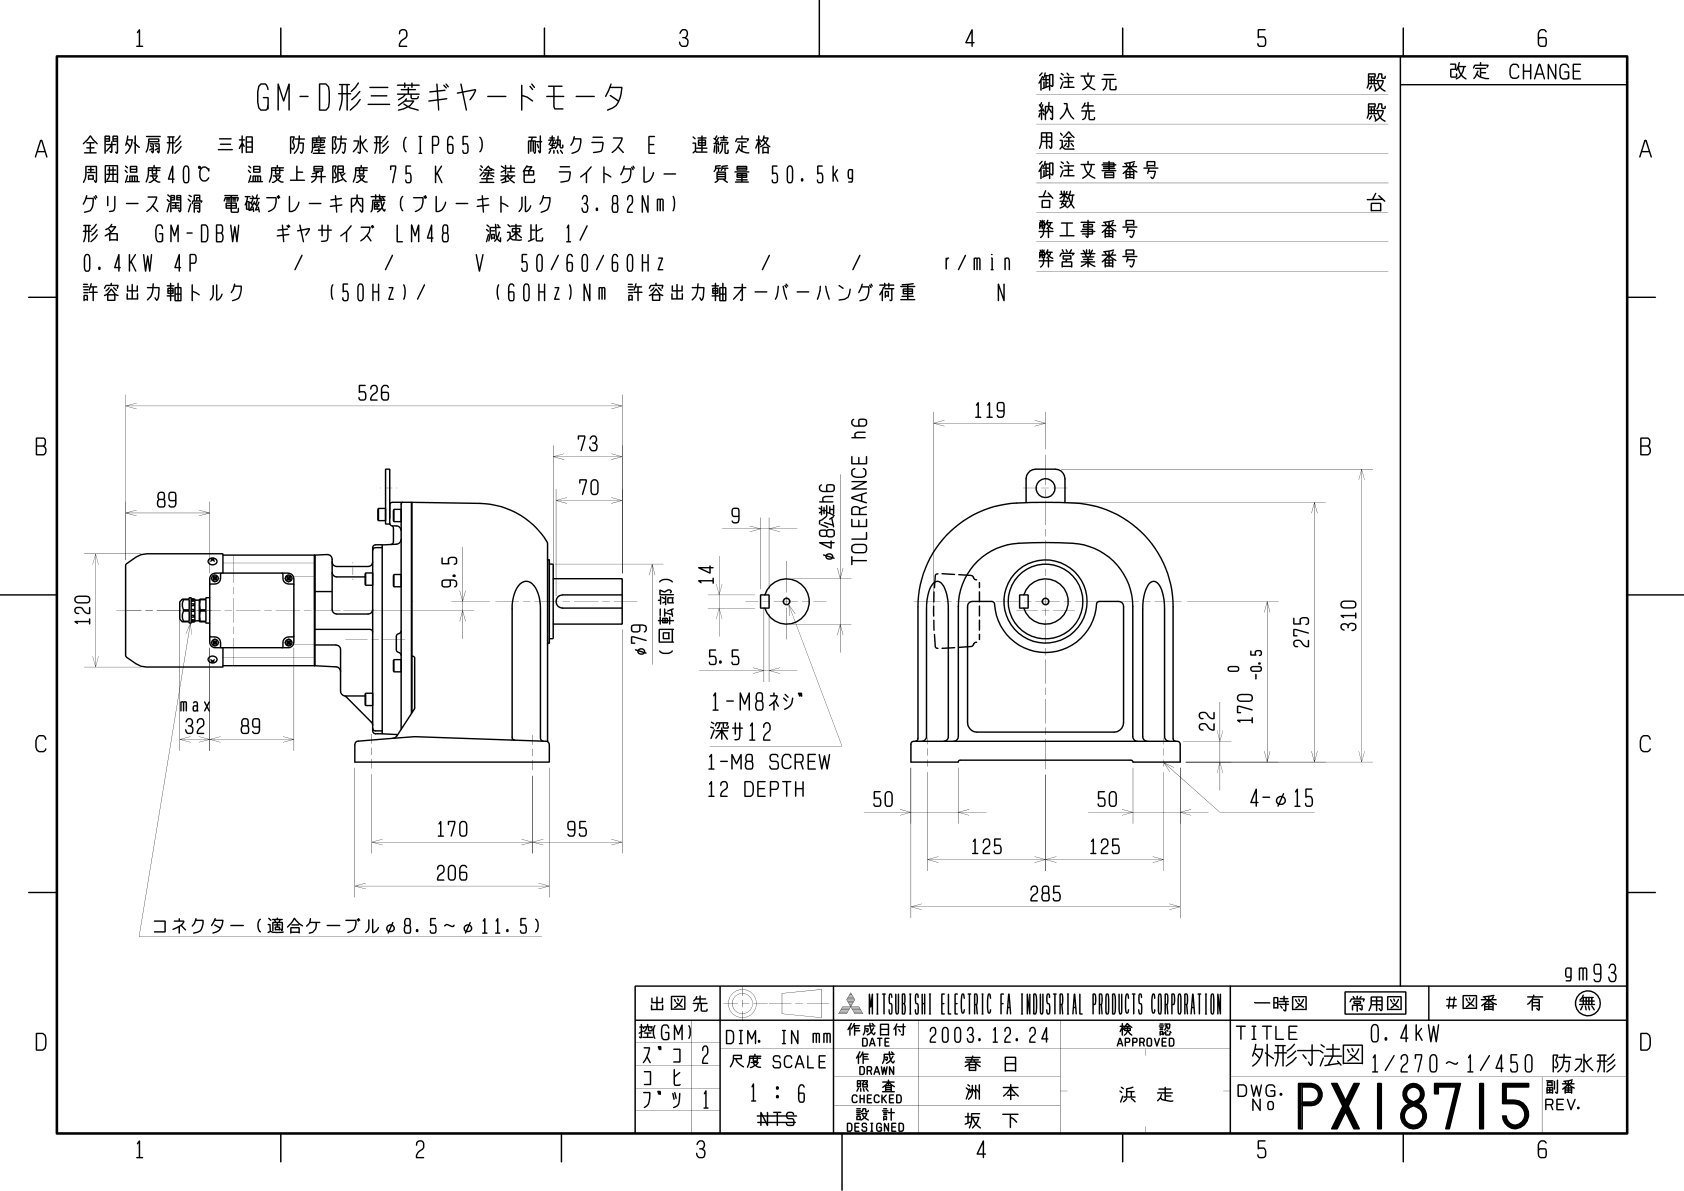 1 2 3 4 5 6
改定 CHANGE
GM-D形三菱ギヤードモータ
全閉外扇形 三相 防塵防水形(IP65) 耐熱クラス E 連続定格
周囲温度40℃ 温度上昇限度 75 K 塗装色 ライトグレー 質量 50.5kg
グリース潤滑 電磁ブレーキ内蔵(ブレーキトルク 3.82Nm)
形名 GM-DBW ギヤサイズ LM48 減速比 1/
0.4KW 4P / / V 50/60/60Hz / / r/min
許容出力軸トルク (50Hz)/ (60Hz)Nm 許容出力軸オーバーハング荷重 N
御注文元 殿
納入先 殿
用途
御注文書番号
台数 台
弊工事番号
弊営業番号
A A
B B
C C
D D
526
73
70
89
120
9.5
φ79
(回転部)
max
32
89
170
95
206
コネクター(適合ケーブルφ8.5~φ11.5)
9
14
5.5
φ48公差h6
TOLERANCE h6
1-M8ネジ
深サ12
1-M8 SCREW
12 DEPTH
119
310
275
170 0 -0.5
22
50
50
4-φ15
125
125
285
gm93
出図先
控(GM)
ズコ 2
コヒ
ブツ 1
DIM. IN mm
尺度 SCALE
1 : 6
NTS
MITSUBISHI ELECTRIC FA INDUSTRIAL PRODUCTS CORPORATION
作成日付 DATE 2003.12.24
作成 DRAWN 春日
照査 CHECKED 洲本
設計 DESIGNED 坂下
検認 APPROVED
浜走
一時図 常用図 #図番 有 無
TITLE 0.4kW
外形寸法図 1/270~1/450 防水形
DWG. No PX18715 副番 REV.
1 2 3 4 5 6